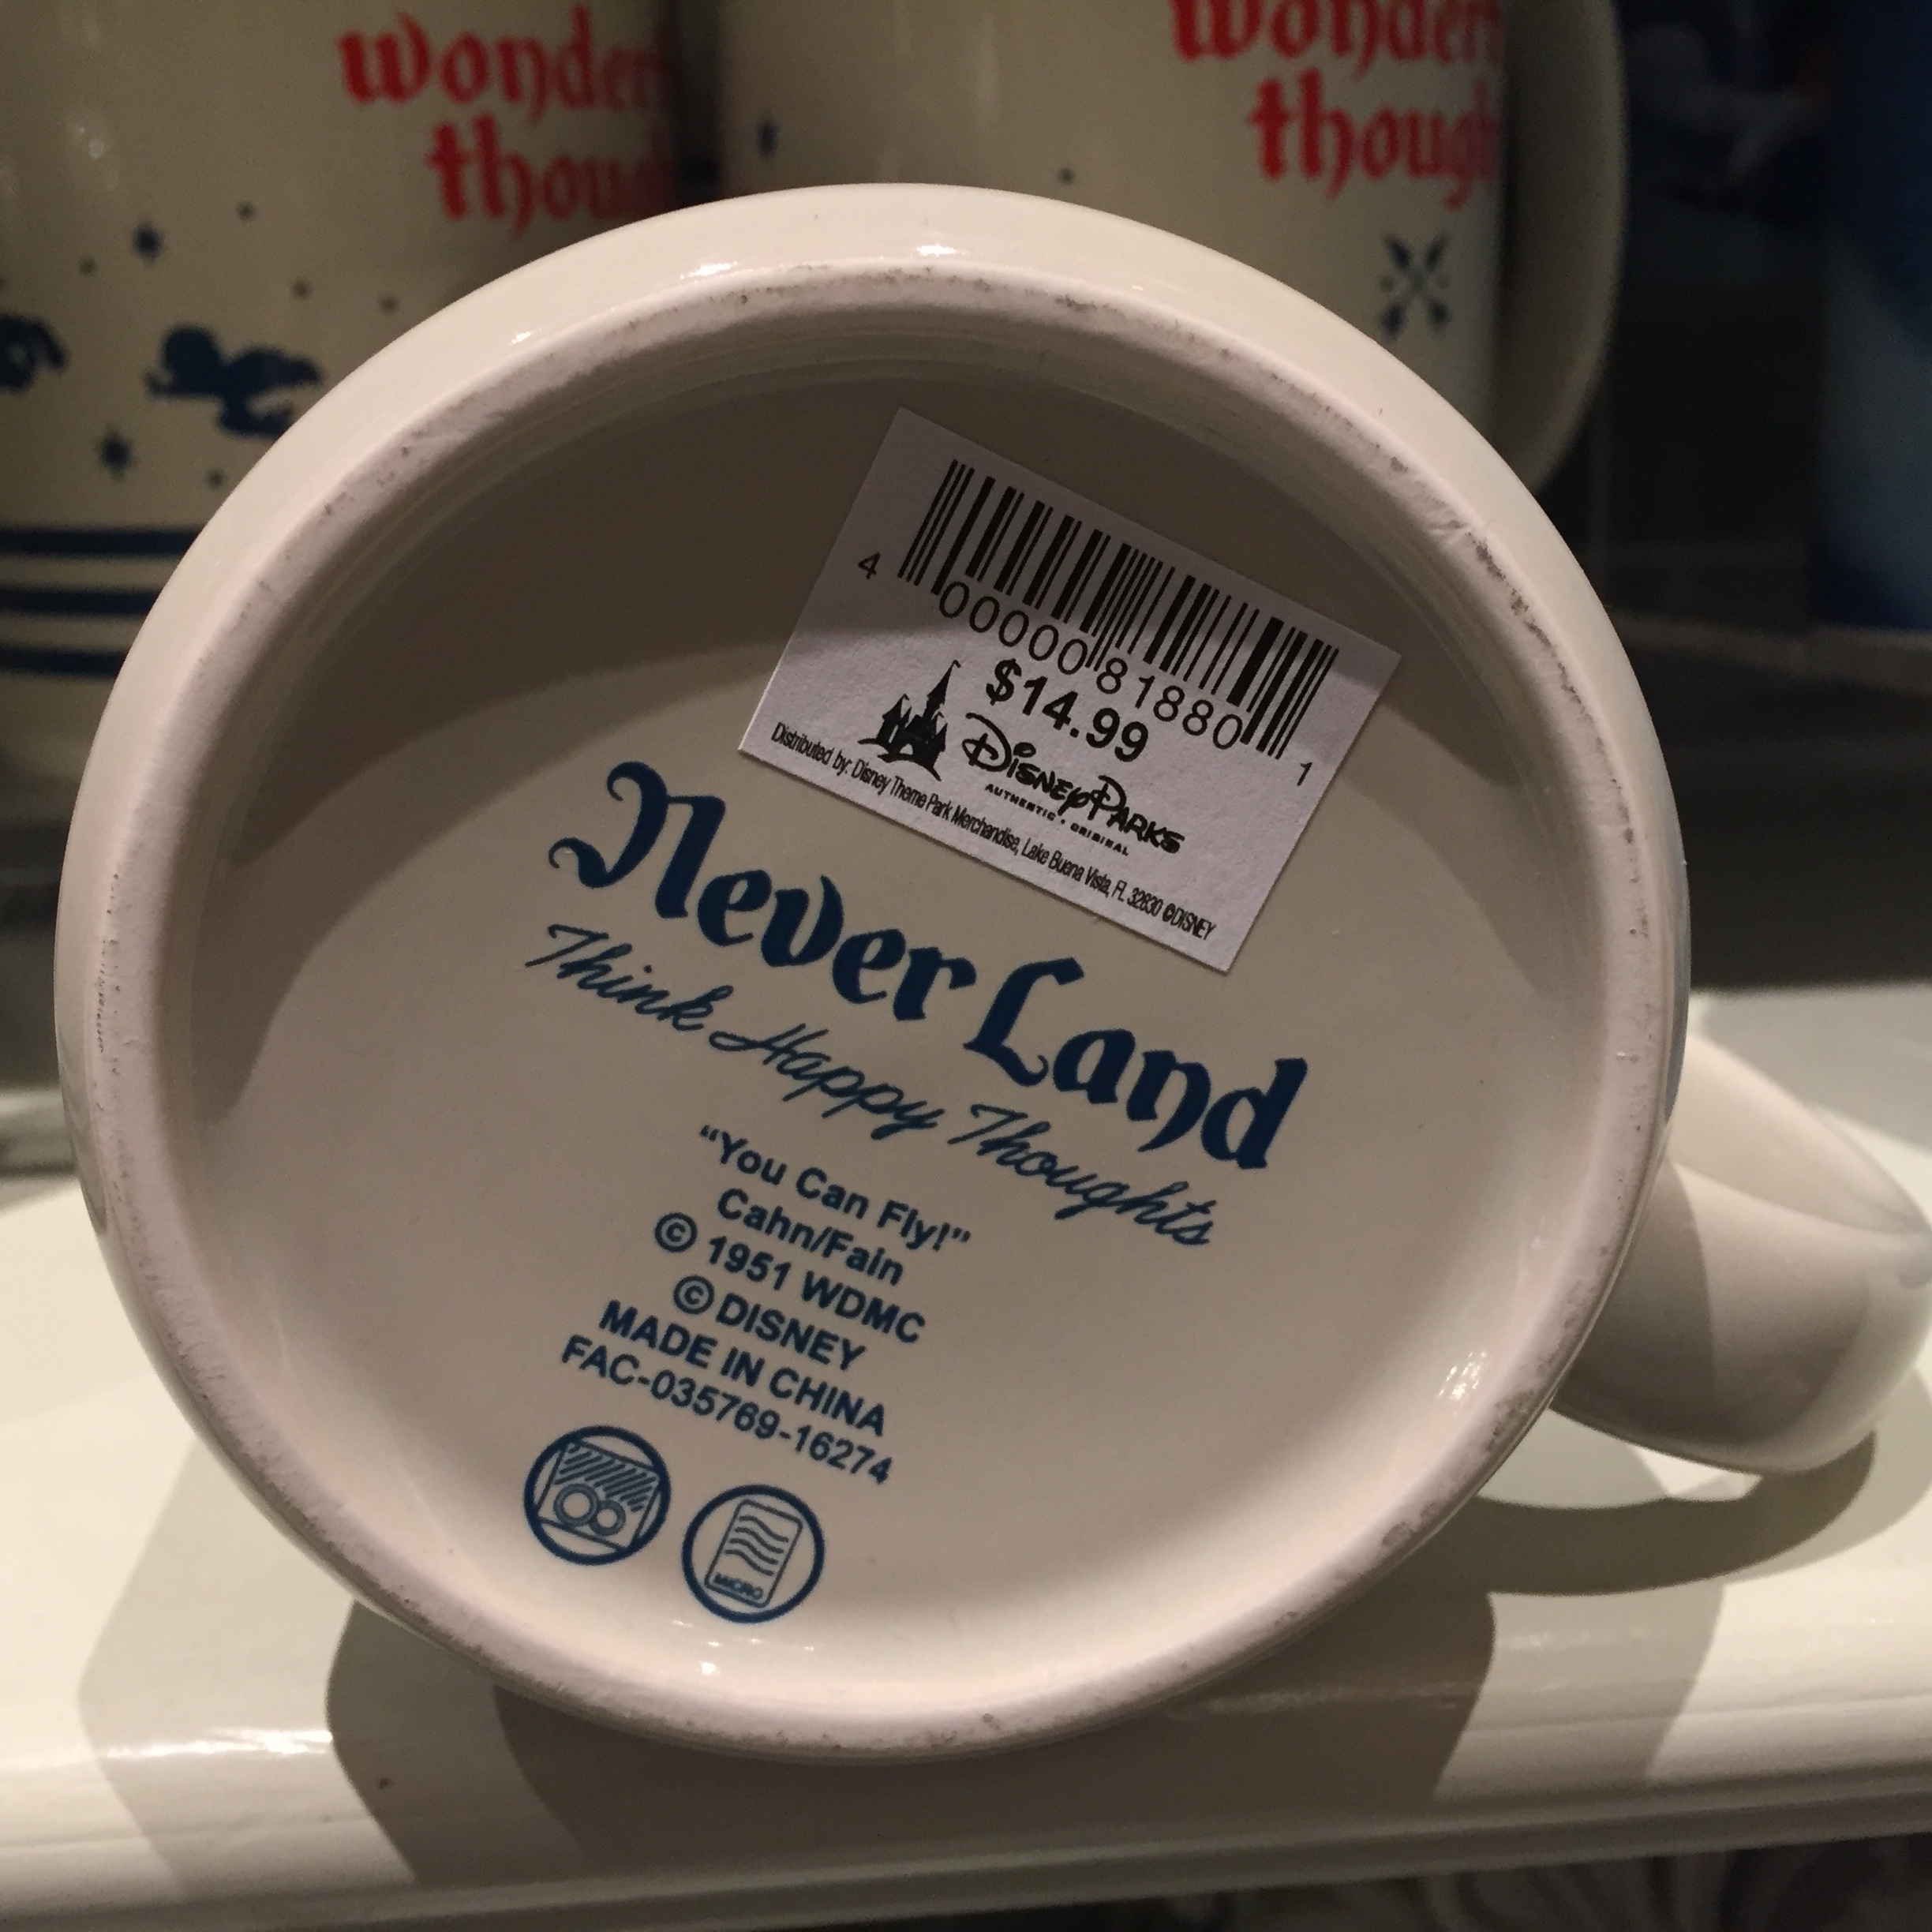 wonder
thou
wonder
though
4
00000 81880
1
$14.99
Disney Parks
AUTHENTIC • ORIGINAL
Distributed by: Disney Theme Park Merchandise, Lake Buena Vista, FL 32830 ©DISNEY
Never Land
Think Happy Thoughts
“You Can Fly!”
Cahn/Fain
© 1951 WDMC
© DISNEY
MADE IN CHINA
FAC-035769-16274
MICRO